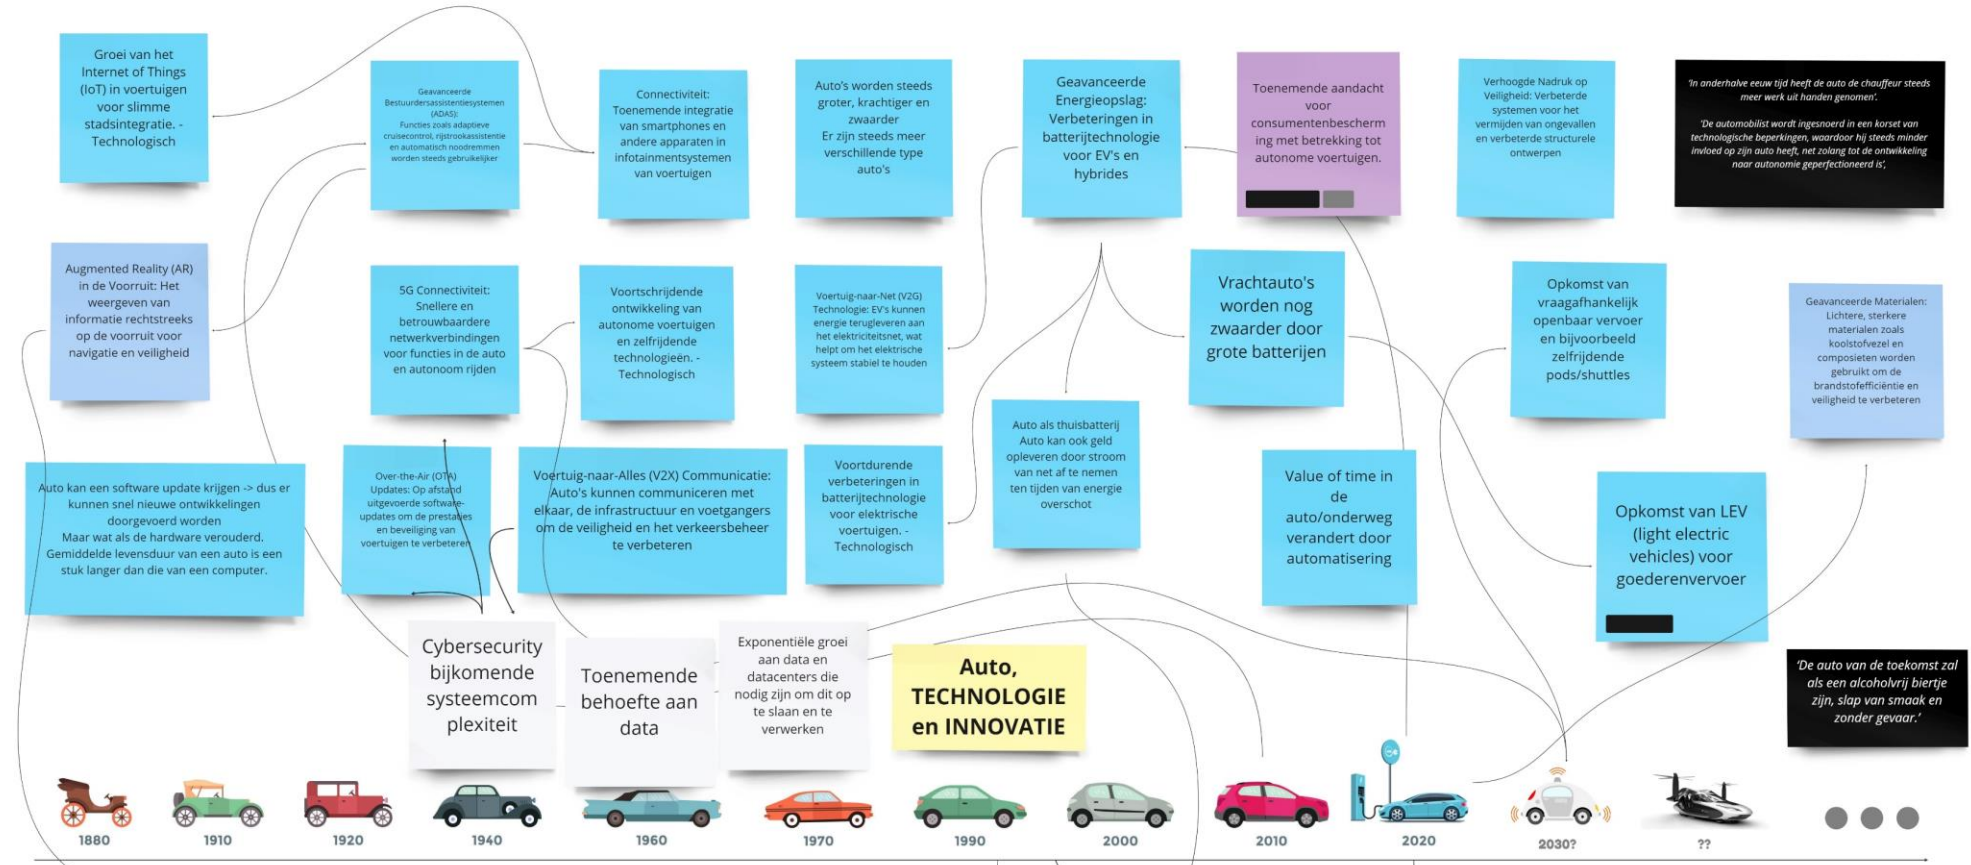 Groei van het
Internet of Things
(IoT) in voertuigen
voor slimme
stadsintegratie. -
Technologisch
Geavanceerde
Bestuurdersassistentiesystemen
(ADAS):
Functies zoals adaptieve
cruisecontrol, rijstrookassistentie
en automatisch noodremmen
worden steeds gebruikelijker
Connectiviteit:
Toenemende integratie
van smartphones en
andere apparaten in
infotainmentsystemen
van voertuigen
Auto's worden steeds
groter, krachtiger en
zwaarder
Er zijn steeds meer
verschillende type
auto's
Geavanceerde
Energieopslag:
Verbeteringen in
batterijtechnologie
voor EV's en
hybrides
Toenemende aandacht
voor
consumentenbescherm
ing met betrekking tot
autonome voertuigen.
Verhoogde Nadruk op
Veiligheid: Verbeterde
systemen voor het
vermijden van ongevallen
en verbeterde structurele
ontwerpen
'In anderhalve eeuw tijd heeft de auto de chauffeur steeds
meer werk uit handen genomen'.
'De automobilist wordt ingesnoerd in een korset van
technologische beperkingen, waardoor hij steeds minder
invloed op zijn auto heeft, net zolang tot de ontwikkeling
naar autonomie geperfectioneerd is',
Augmented Reality (AR)
in de Voorruit: Het
weergeven van
informatie rechtstreeks
op de voorruit voor
navigatie en veiligheid
5G Connectiviteit:
Snellere en
betrouwbaardere
netwerkverbindingen
voor functies in de auto
en autonoom rijden
Voortschrijdende
ontwikkeling van
autonome voertuigen
en zelfrijdende
technologieën. -
Technologisch
Voertuig-naar-Net (V2G)
Technologie: EV's kunnen
energie terugleveren aan
het elektriciteitsnet, wat
helpt om het elektrische
systeem stabiel te houden
Vrachtauto's
worden nog
zwaarder door
grote batterijen
Opkomst van
vraagafhankelijk
openbaar vervoer
en bijvoorbeeld
zelfrijdende
pods/shuttles
Geavanceerde Materialen:
Lichtere, sterkere
materialen zoals
koolstofvezel en
composieten worden
gebruikt om de
brandstofefficiëntie en
veiligheid te verbeteren
Auto kan een software update krijgen -> dus er
kunnen snel nieuwe ontwikkelingen
doorgevoerd worden
Maar wat als de hardware verouderd.
Gemiddelde levensduur van een auto is een
stuk langer dan die van een computer.
Over-the-Air (OTA)
Updates: Op afstand
uitgevoerde software-
updates om de prestaties
en beveiliging van
voertuigen te verbeteren
Voertuig-naar-Alles (V2X) Communicatie:
Auto's kunnen communiceren met
elkaar, de infrastructuur en voetgangers
om de veiligheid en het verkeersbeheer
te verbeteren
Voortdurende
verbeteringen in
batterijtechnologie
voor elektrische
voertuigen. -
Technologisch
Auto als thuisbatterij
Auto kan ook geld
opleveren door stroom
van net af te nemen
ten tijden van energie
overschot
Value of time in
de
auto/onderweg
verandert door
automatisering
Opkomst van LEV
(light electric
vehicles) voor
goederenvervoer
Cybersecurity
bijkomende
systeemcom
plexiteit
Toenemende
behoefte aan
data
Exponentiële groei
aan data en
datacenters die
nodig zijn om dit op
te slaan en te
verwerken
Auto,
TECHNOLOGIE
en INNOVATIE
'De auto van de toekomst zal
als een alcoholvrij biertje
zijn, slap van smaak en
zonder gevaar.'
1880
1910
1920
1940
1960
1970
1990
2000
2010
2020
2030?
??